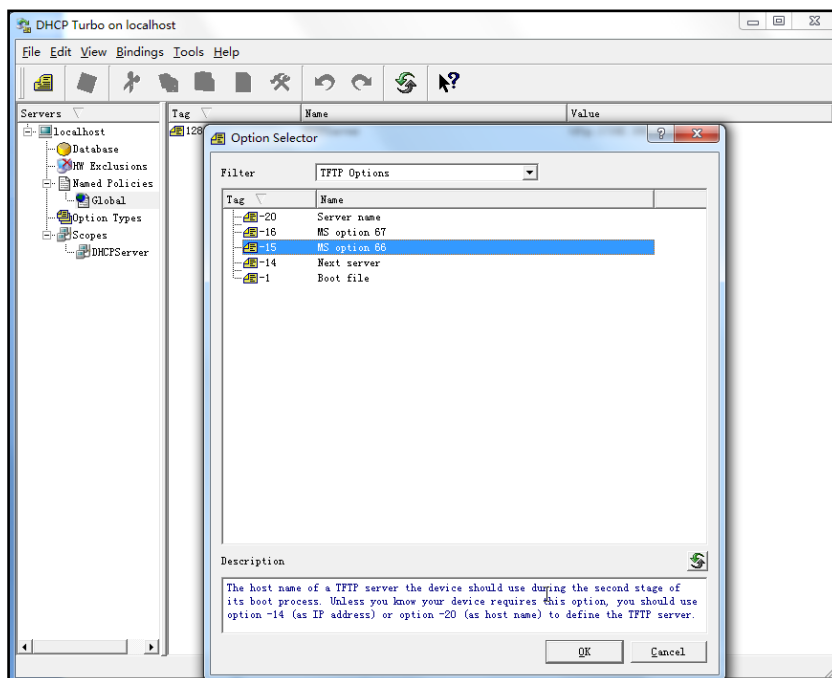 DHCP Turbo on localhost
File Edit View Bindings Tools Help
Servers
Tag
Name
Value
localhost
Database
HW Exclusions
Named Policies
Global
Option Types
Scopes
DHCPServer
128
Option Selector
Filter
TFTP Options
Tag
Name
-20 Server name
-16 MS option 67
-15 MS option 66
-14 Next server
-1 Boot file
Description
The host name of a TFTP server the device should use during the second stage of
its boot process. Unless you know your device requires this option, you should use
option -14 (as IP address) or option -20 (as host name) to define the TFTP server.
OK
Cancel